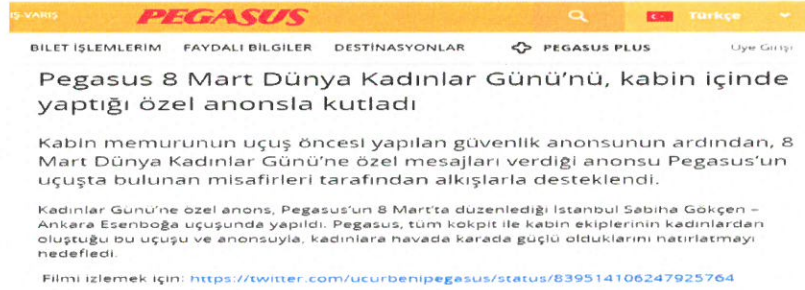 Ş-VARIŞ PEGASUS Türkçe
BİLET İŞLEMLERİM FAYDALI BİLGİLER DESTİNASYONLAR PEGASUS PLUS Üye Girişi
Pegasus 8 Mart Dünya Kadınlar Günü’nü, kabin içinde
yaptığı özel anonsla kutladı
Kabin memurunun uçuş öncesi yapılan güvenlik anonsunun ardından, 8
Mart Dünya Kadınlar Günü’ne özel mesajları verdiği anonsu Pegasus’un
uçuşta bulunan misafirleri tarafından alkışlarla desteklendi.
Kadınlar Günü’ne özel anons, Pegasus’un 8 Mart’ta düzenlediği İstanbul Sabiha Gökçen –
Ankara Esenboğa uçuşunda yapıldı. Pegasus, tüm kokpit ile kabin ekiplerinin kadınlardan
oluştuğu bu uçuşu ve anonsuyla, kadınlara havada karada güçlü olduklarını hatırlatmayı
hedefledi.
Filmi izlemek için: https://twitter.com/ucurbenipegasus/status/839514106247925764